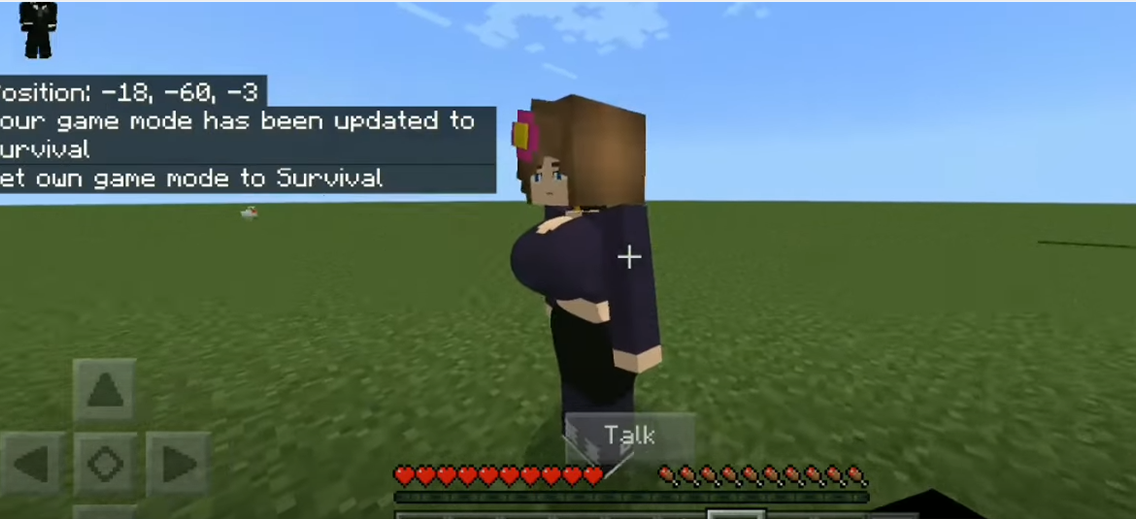 osition: -18, -60, -3
our game mode has been updated to
urvival
et own game mode to Survival
Talk